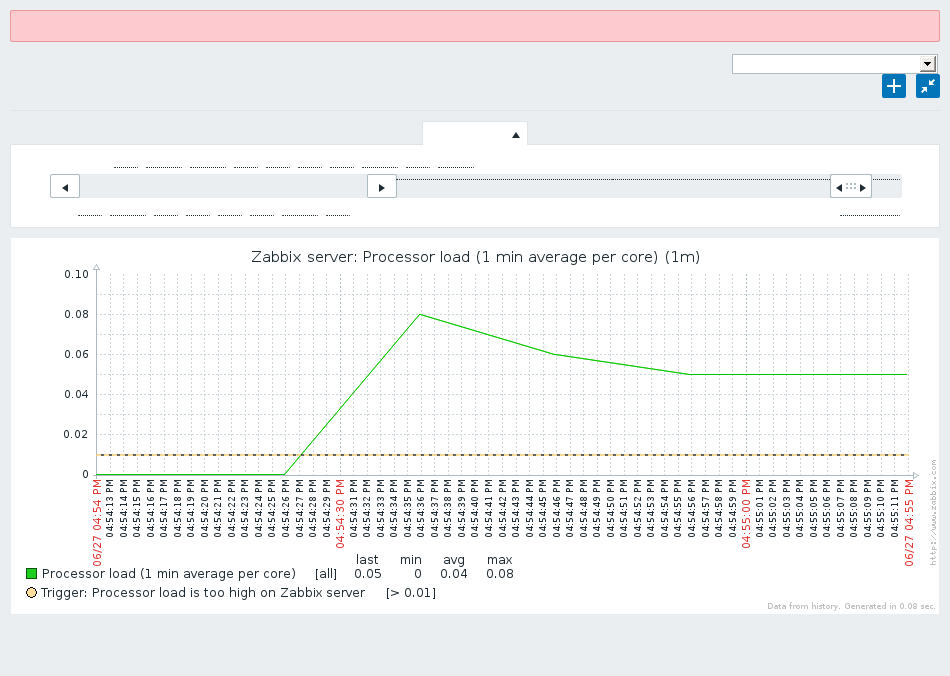 Zabbix server: Processor load (1 min average per core) (1m)
0.10
0.08
0.06
0.04
0.02
0
06/27 04:54 PM
04:54:13 PM
04:54:14 PM
04:54:15 PM
04:54:16 PM
04:54:17 PM
04:54:18 PM
04:54:19 PM
04:54:20 PM
04:54:21 PM
04:54:22 PM
04:54:23 PM
04:54:24 PM
04:54:25 PM
04:54:26 PM
04:54:27 PM
04:54:28 PM
04:54:29 PM
04:54:30 PM
04:54:31 PM
04:54:32 PM
04:54:33 PM
04:54:34 PM
04:54:35 PM
04:54:36 PM
04:54:37 PM
04:54:38 PM
04:54:39 PM
04:54:40 PM
04:54:41 PM
04:54:42 PM
04:54:43 PM
04:54:44 PM
04:54:45 PM
04:54:46 PM
04:54:47 PM
04:54:48 PM
04:54:49 PM
04:54:50 PM
04:54:51 PM
04:54:52 PM
04:54:53 PM
04:54:54 PM
04:54:55 PM
04:54:56 PM
04:54:57 PM
04:54:58 PM
04:54:59 PM
04:55:00 PM
04:55:01 PM
04:55:02 PM
04:55:03 PM
04:55:04 PM
04:55:05 PM
04:55:06 PM
04:55:07 PM
04:55:08 PM
04:55:09 PM
04:55:10 PM
04:55:11 PM
06/27 04:55 PM
http://www.zabbix.com
last min avg max
Processor load (1 min average per core) [all] 0.05 0 0.04 0.08
Trigger: Processor load is too high on Zabbix server [> 0.01]
Data from history. Generated in 0.08 sec.